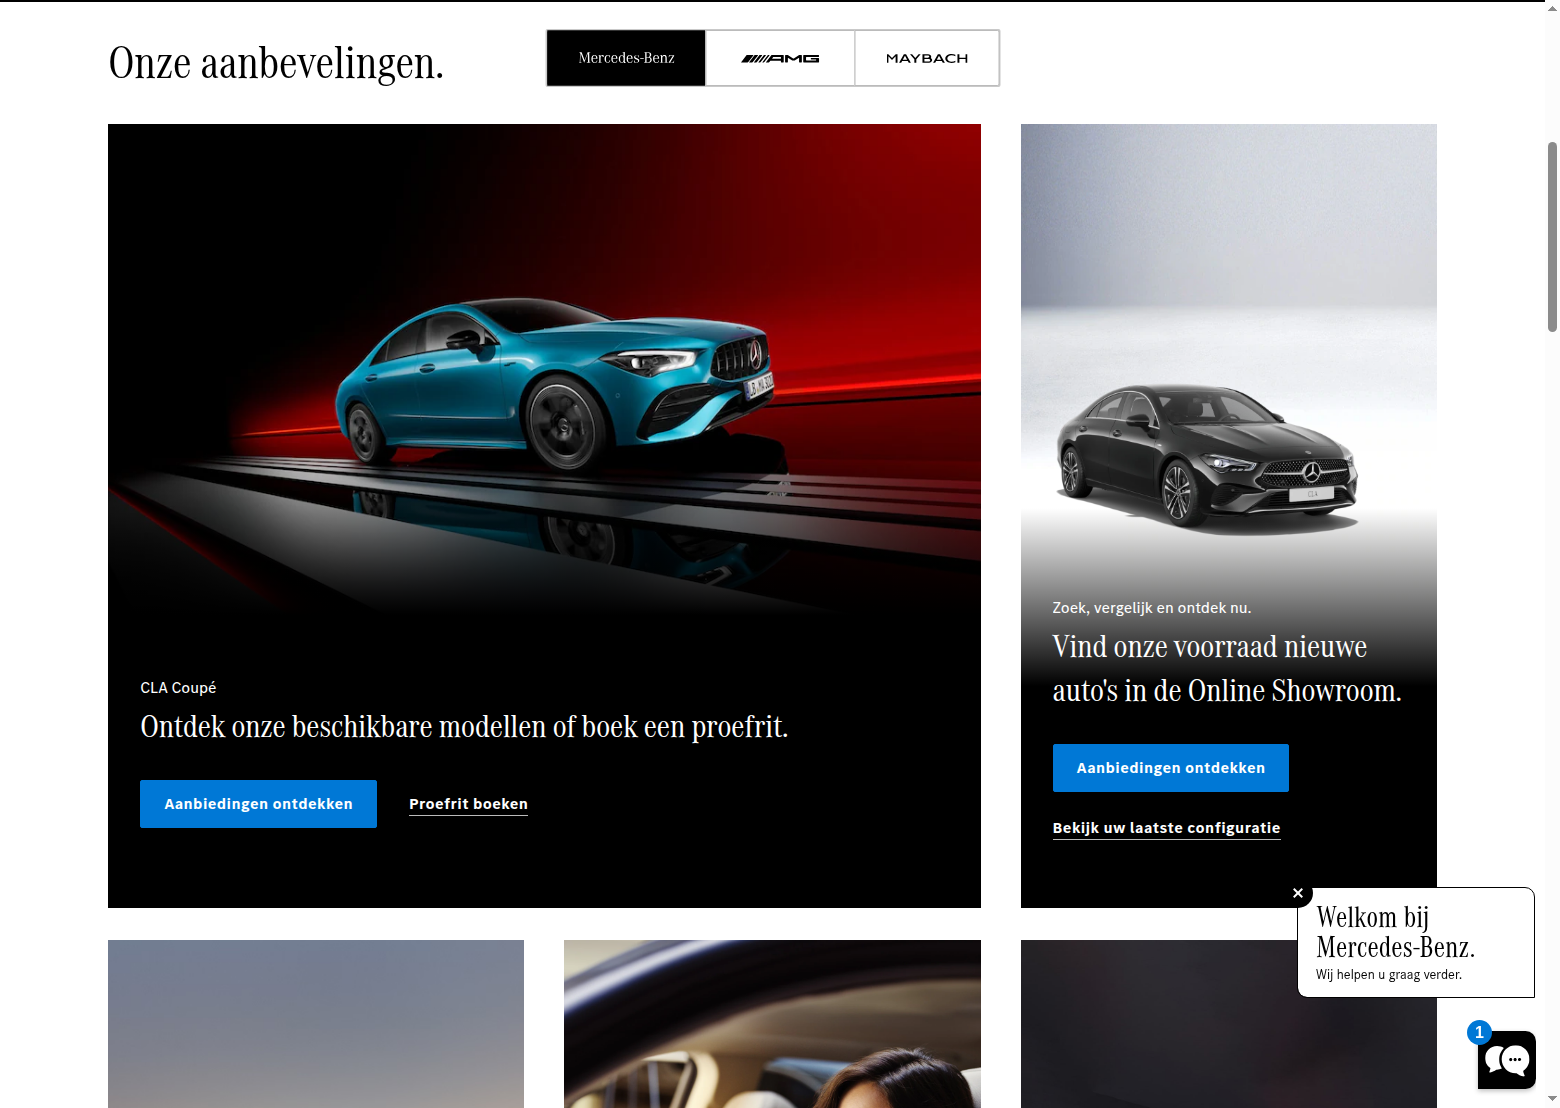 Onze aanbevelingen.
Mercedes-Benz
AMG
MAYBACH
CLA Coupé
Ontdek onze beschikbare modellen of boek een proefrit.
Aanbiedingen ontdekken
Proefrit boeken
CLA
Zoek, vergelijk en ontdek nu.
Vind onze voorraad nieuwe
auto's in de Online Showroom.
Aanbiedingen ontdekken
Bekijk uw laatste configuratie
Welkom bij
Mercedes-Benz.
Wij helpen u graag verder.
1